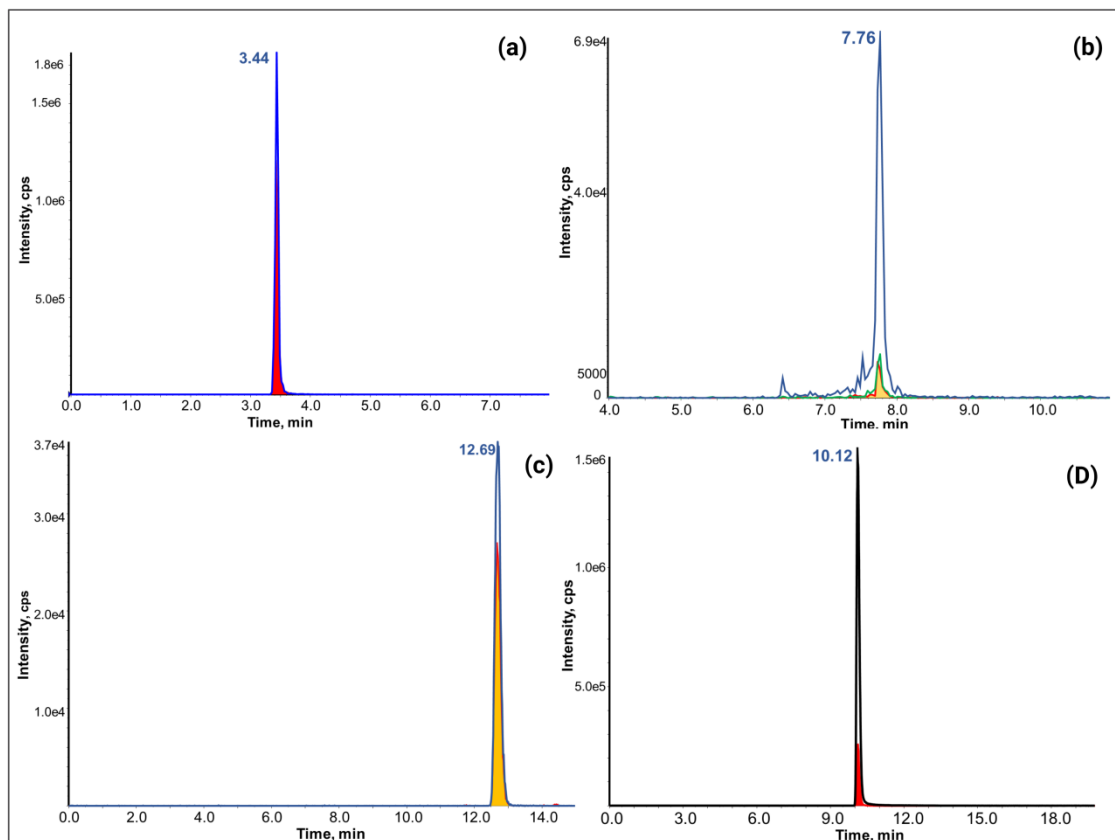 (a)
3.44
1.8e6
1.5e6
1.0e6
5.0e5
Intensity, cps
0.0 1.0 2.0 3.0 4.0 5.0 6.0 7.0
Time, min
(b)
7.76
6.9e4
4.0e4
5000
0
Intensity, cps
4.0 5.0 6.0 7.0 8.0 9.0 10.0
Time, min
(c)
12.69
3.7e4
3.0e4
2.0e4
1.0e4
Intensity, cps
0.0 2.0 4.0 6.0 8.0 10.0 12.0 14.0
Time, min
(D)
10.12
1.5e6
1.0e6
5.0e5
Intensity, cps
0.0 3.0 6.0 9.0 12.0 15.0 18.0
Time, min